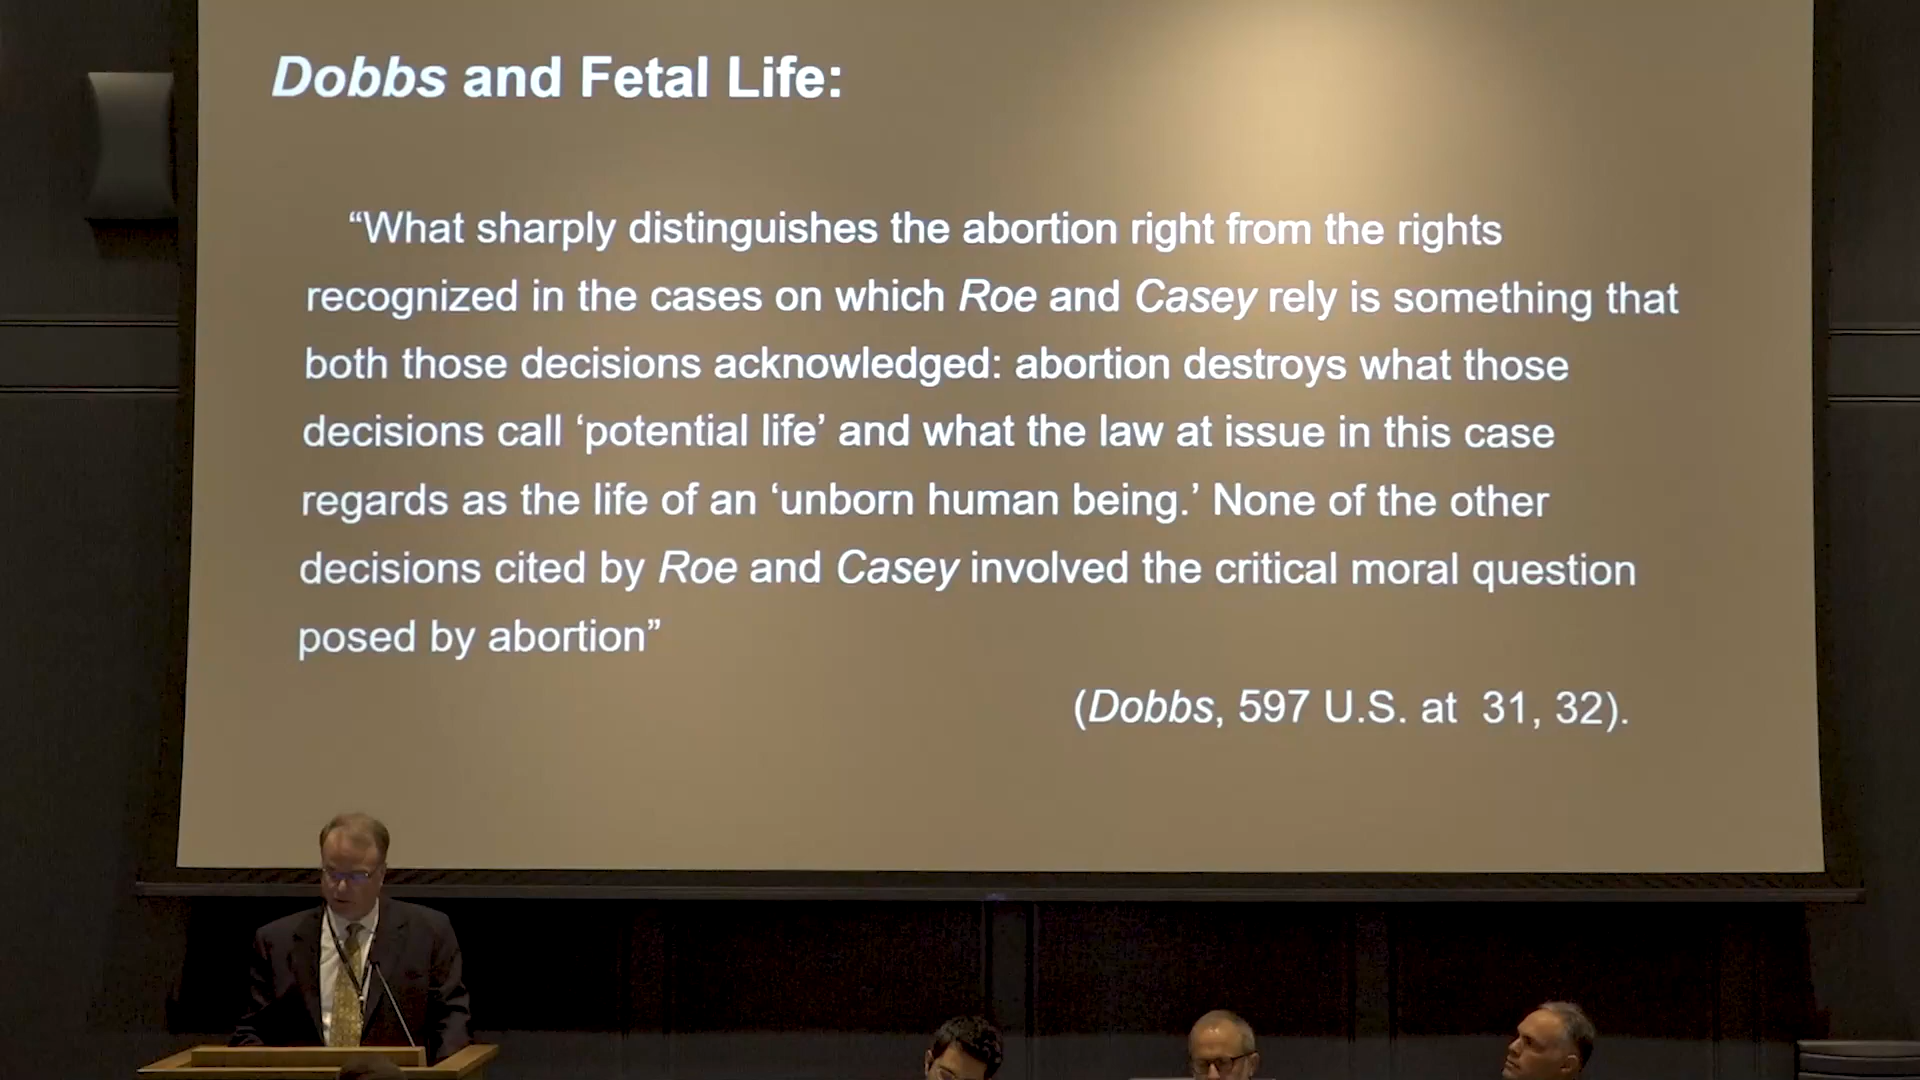 Dobbs and Fetal Life:
“What sharply distinguishes the abortion right from the rights
recognized in the cases on which Roe and Casey rely is something that
both those decisions acknowledged: abortion destroys what those
decisions call ‘potential life’ and what the law at issue in this case
regards as the life of an ‘unborn human being.’ None of the other
decisions cited by Roe and Casey involved the critical moral question
posed by abortion”
(Dobbs, 597 U.S. at 31, 32).